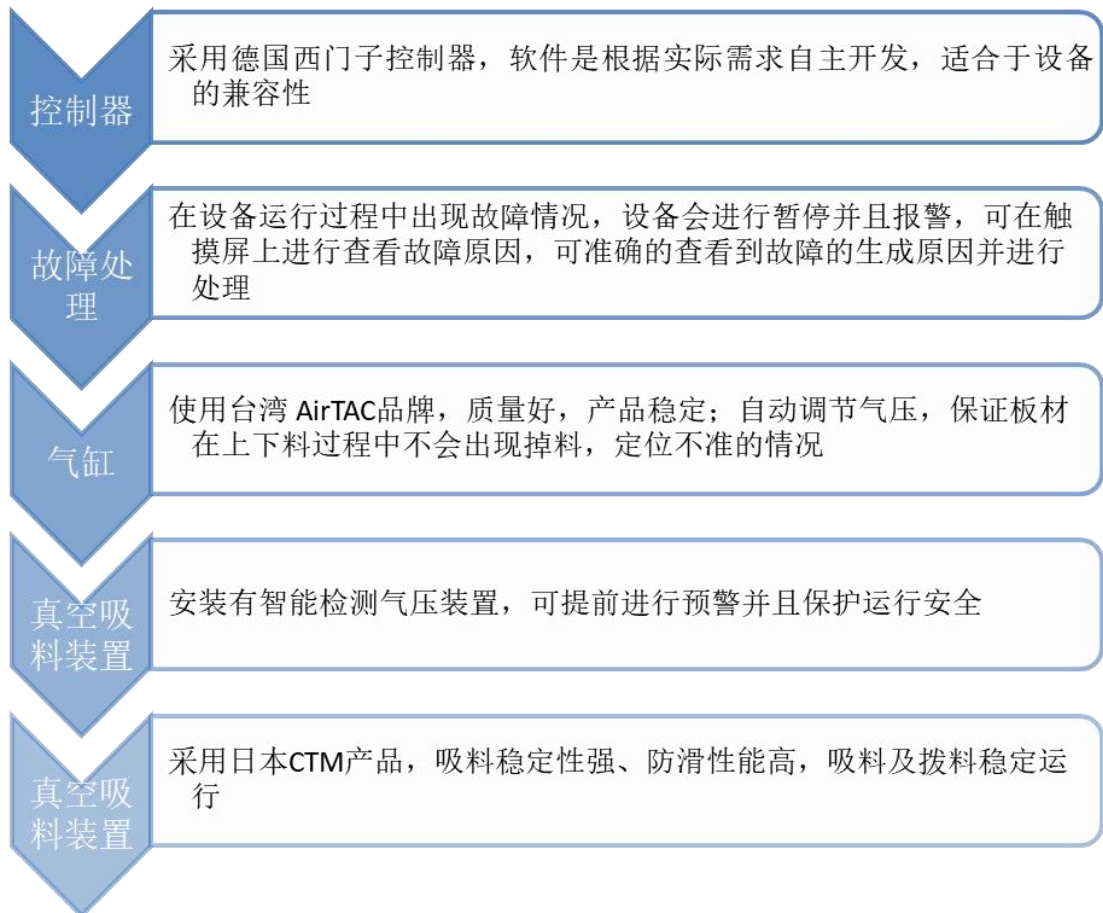 控制器
采用德国西门子控制器，软件是根据实际需求自主开发，适合于设备
的兼容性
故障处
理
在设备运行过程中出现故障情况，设备会进行暂停并且报警，可在触
摸屏上进行查看故障原因，可准确的查看到故障的生成原因并进行
处理
气缸
使用台湾 AirTAC品牌，质量好，产品稳定；自动调节气压，保证板材
在上下料过程中不会出现掉料，定位不准的情况
真空吸
料装置
安装有智能检测气压装置，可提前进行预警并且保护运行安全
真空吸
料装置
采用日本CTM产品，吸料稳定性强、防滑性能高，吸料及拨料稳定运
行